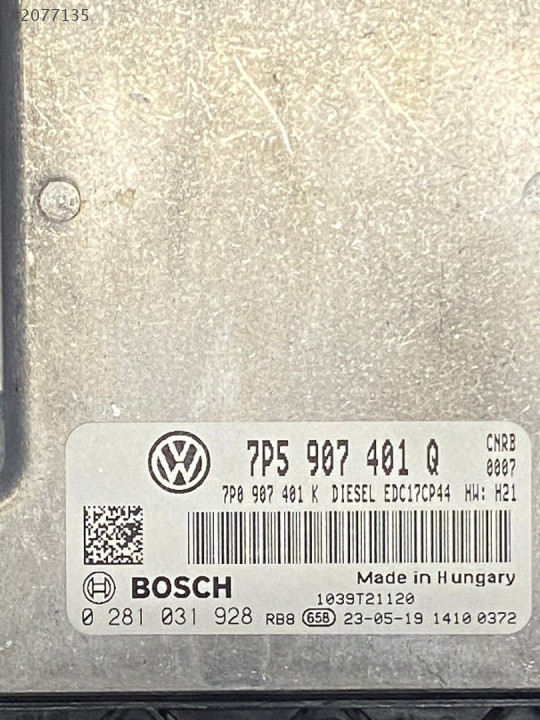 2077135
7P5 907 401 Q
CNRB
0007
7P0 907 401 K DIESEL EDC17CP44 HW: H21
Made in Hungary
BOSCH
1039T21120
0 281 031 928 RB8 658 23-05-19 1410 0372